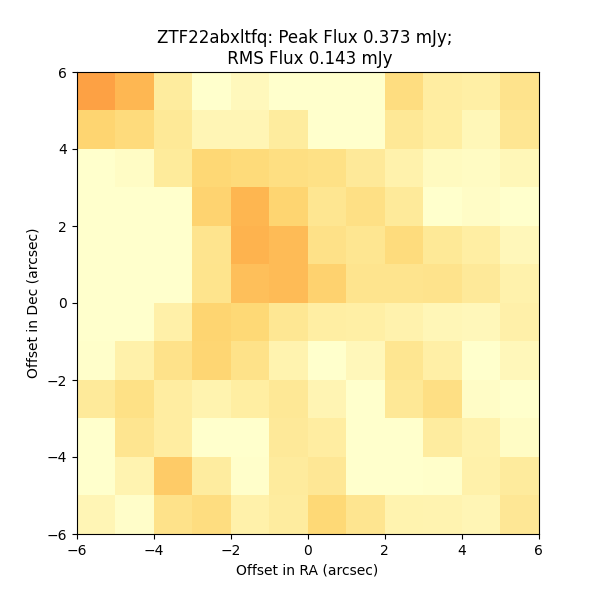 ZTF22abxltfq: Peak Flux 0.373 mJy;
RMS Flux 0.143 mJy
6
4
2
0
−2
−4
−6
Offset in Dec (arcsec)
−6 −4 −2 0 2 4 6
Offset in RA (arcsec)